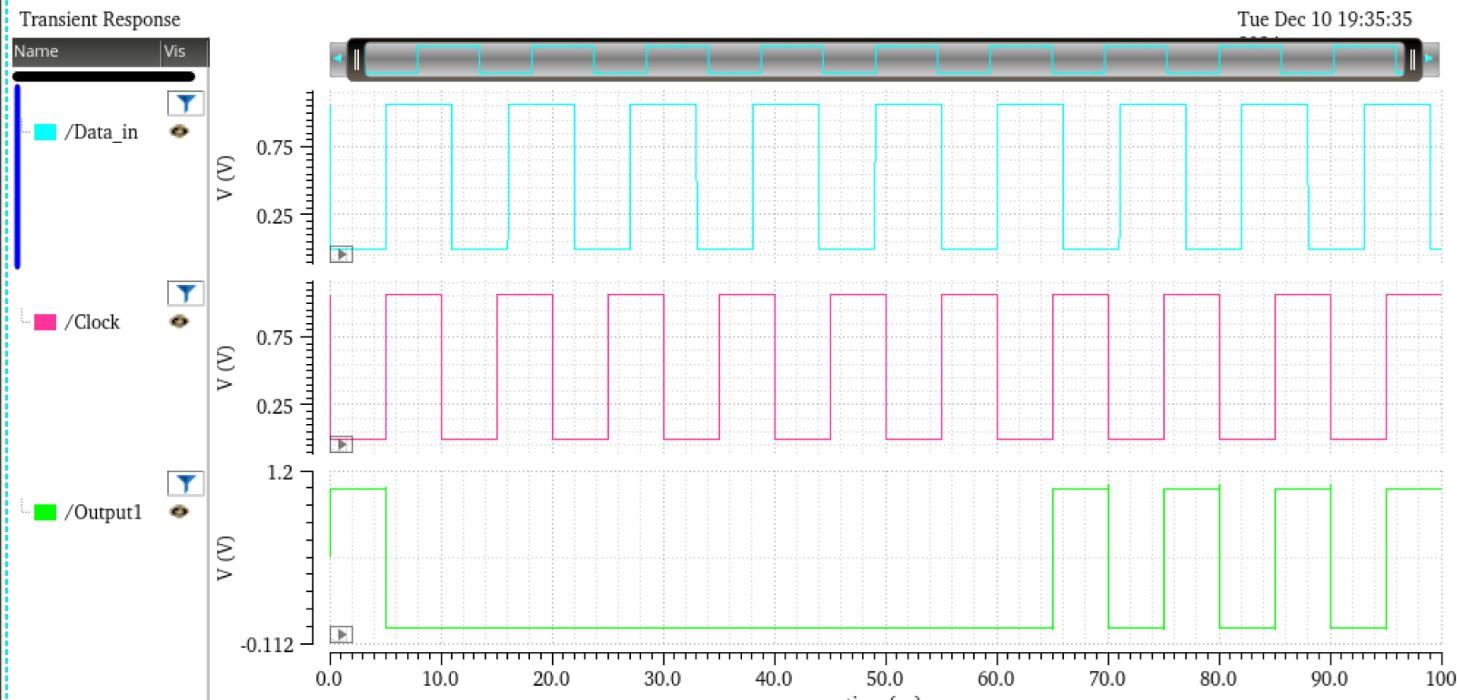 Transient Response
Tue Dec 10 19:35:35
Name Vis
/Data_in
V (V)
0.75
0.25
/Clock
V (V)
0.75
0.25
/Output1
V (V)
1.2
-0.112
0.0 10.0 20.0 30.0 40.0 50.0 60.0 70.0 80.0 90.0 100